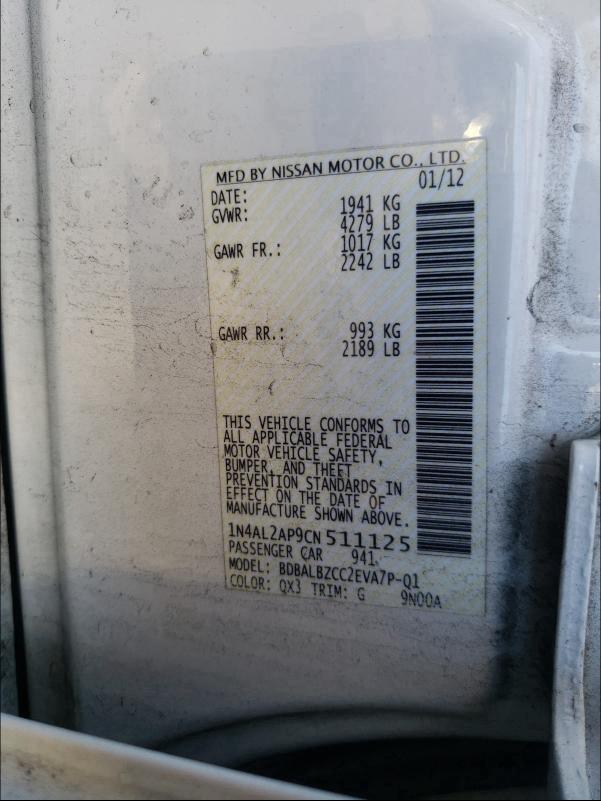 MFD BY NISSAN MOTOR CO., LTD.
DATE: 01/12
GVWR: 1941 KG
4279 LB
GAWR FR.: 1017 KG
2242 LB
GAWR RR.: 993 KG
2189 LB
THIS VEHICLE CONFORMS TO
ALL APPLICABLE FEDERAL
MOTOR VEHICLE SAFETY,
BUMPER, AND THEFT
PREVENTION STANDARDS IN
EFFECT ON THE DATE OF
MANUFACTURE SHOWN ABOVE.
1N4AL2AP9CN 511125
PASSENGER CAR 941
MODEL: BDBALBZCC2EVA7P-Q1
COLOR: QX3 TRIM: G 9N00A